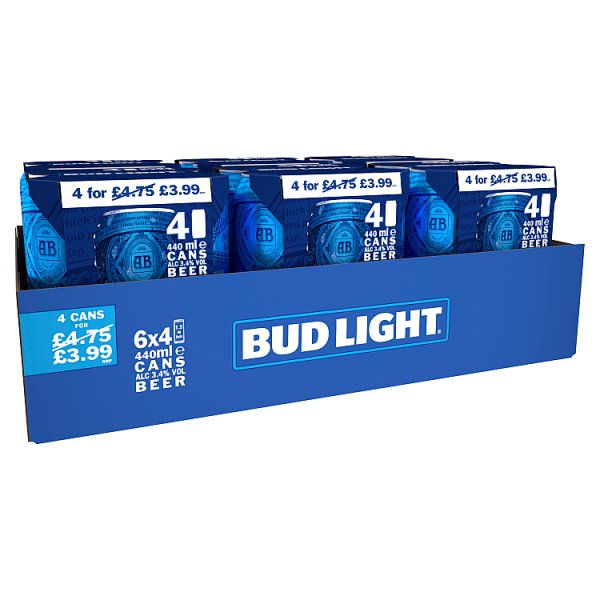 4 for £4.75 £3.99
4
440 ml e
CANS
ALC 3.4% VOL
BEER
4 for £4.75 £3.99
4
440 ml e
CANS
ALC 3.4% VOL
BEER
4 for £4.75 £3.99
4
440 ml e
CANS
ALC 3.4% VOL
BEER
4 CANS
FOR
£4.75
£3.99
RRP
6x4
440ml e
CANS
ALC 3.4% VOL
BEER
BUD LIGHT